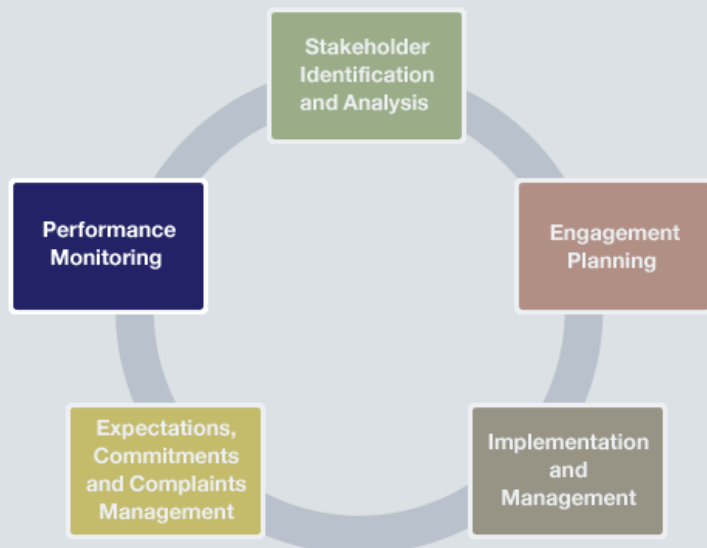 Stakeholder
Identification
and Analysis
Engagement
Planning
Implementation
and
Management
Expectations,
Commitments
and Complaints
Management
Performance
Monitoring